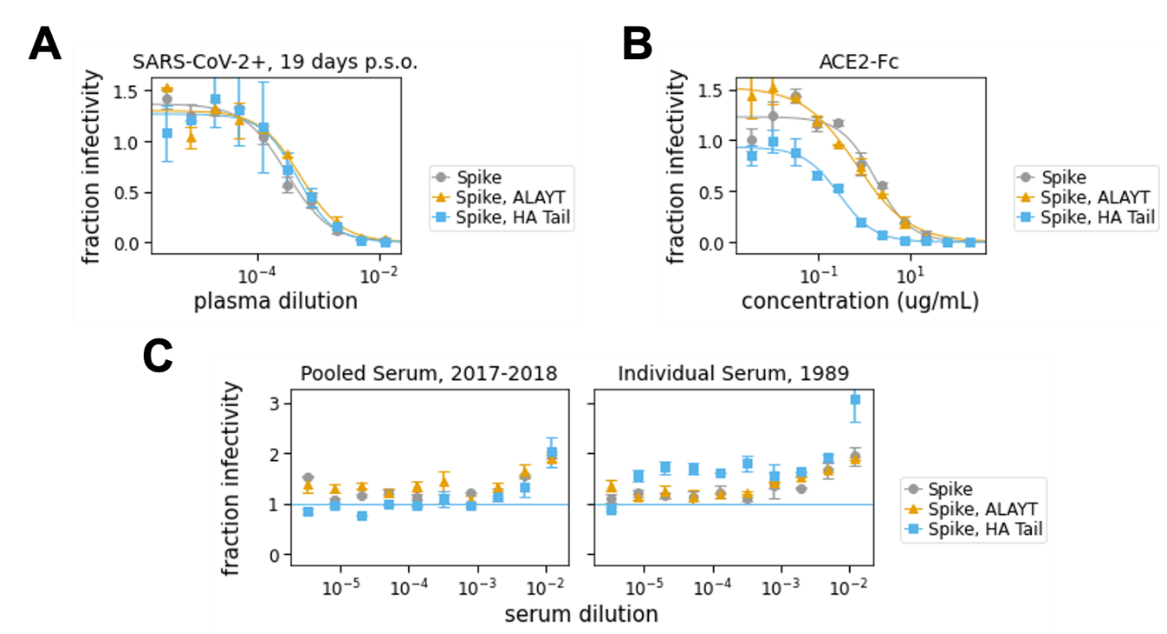 A
SARS-CoV-2+, 19 days p.s.o.
fraction infectivity
1.5
1.0
0.5
0.0
10⁻⁴ 10⁻²
plasma dilution
Spike
Spike, ALAYT
Spike, HA Tail
B
ACE2-Fc
fraction infectivity
1.5
1.0
0.5
0.0
10⁻¹ 10¹
concentration (ug/mL)
Spike
Spike, ALAYT
Spike, HA Tail
C
Pooled Serum, 2017-2018
Individual Serum, 1989
fraction infectivity
3
2
1
0
10⁻⁵ 10⁻⁴ 10⁻³ 10⁻²
10⁻⁵ 10⁻⁴ 10⁻³ 10⁻²
serum dilution
Spike
Spike, ALAYT
Spike, HA Tail